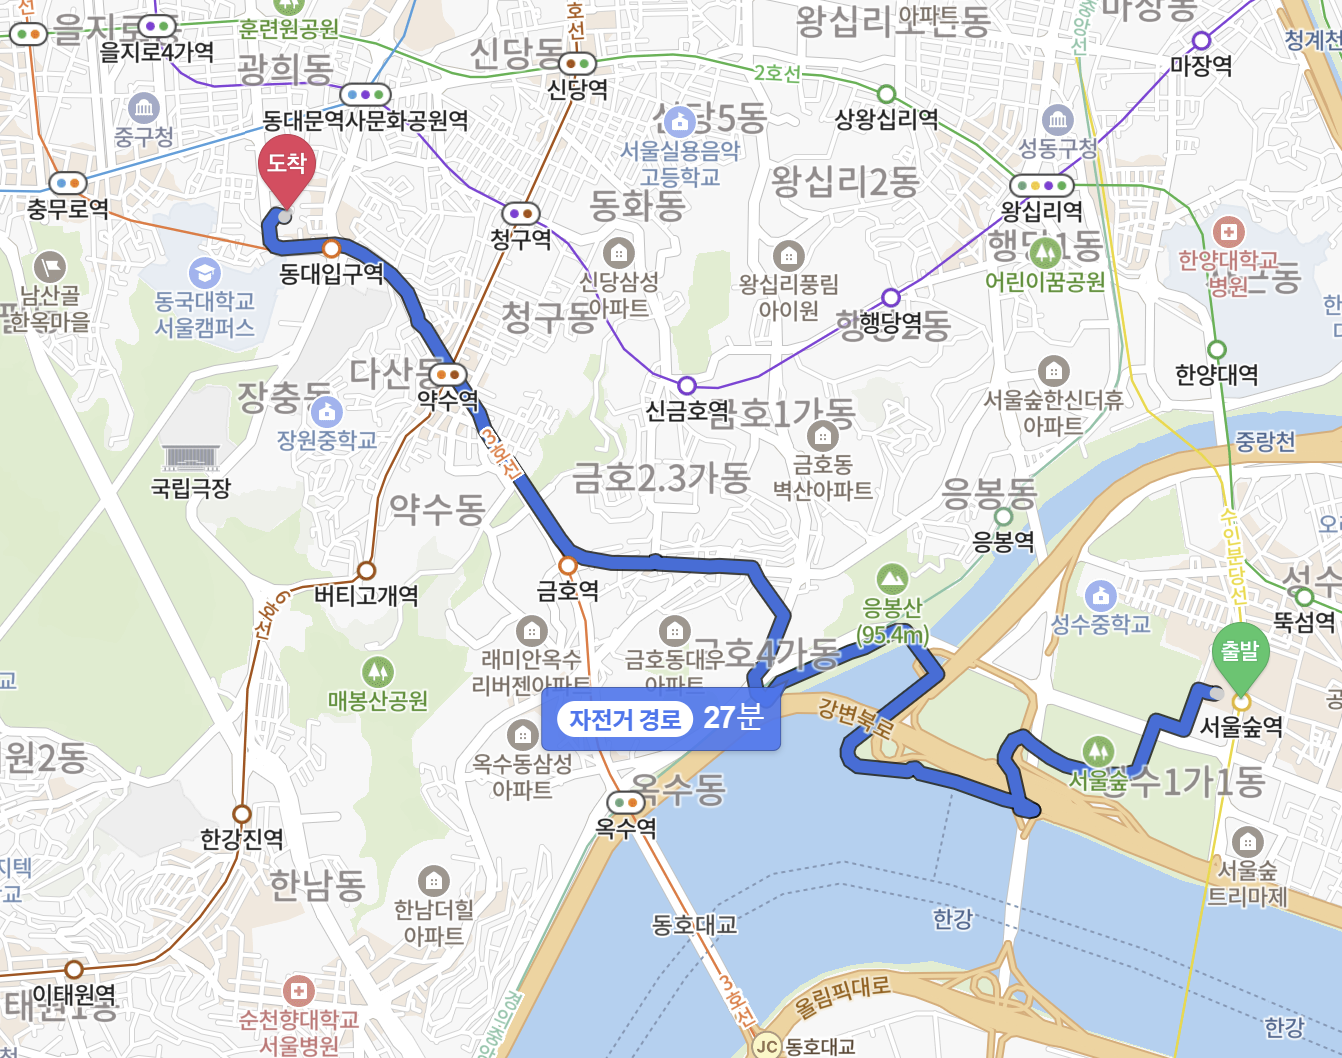 을지로4가역
훈련원공원
광희동
신당동
신당역
2호선
왕십리도선동
아파트
마장동
마장역
청계천
중구청
동대문역사문화공원역
신당5동
서울실용음악
고등학교
상왕십리역
성동구청
도착
충무로역
왕십리2동
동화동
청구역
왕십리역
행당1동
어린이꿈공원
한양대학교
병원
남산골
한옥마을
동국대학교
서울캠퍼스
동대입구역
신당삼성
아파트
왕십리풍림
아이원
청구동
행당역
한양대역
다산동
장충동
약수역
장원중학교
신금호역
금호1가동
서울숲한신더휴
아파트
중랑천
3호선
국립극장
금호2.3가동
금호동
벽산아파트
약수동
응봉동
응봉역
수인분당선
버티고개역
6호선
금호역
응봉산
(95.4m)
성수중학교
뚝섬역
출발
래미안옥수
리버젠아파트
금호동대우
아파트
금호4가동
매봉산공원
자전거 경로 27분
강변북로
서울숲역
옥수동삼성
아파트
서울숲
성수1가1동
옥수동
옥수역
한강진역
한남동
한남더힐
아파트
서울숲
트리마제
동호대교
한강
3호선
이태원역
올림픽대로
순천향대학교
서울병원
한강
JC 동호대교